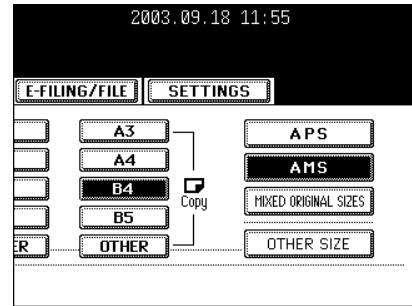 2003.09.18 11:55
E-FILING/FILE SETTINGS
A3 APS
A4 AMS
B4 Copy MIXED ORIGINAL SIZES
B5
ER OTHER OTHER SIZE